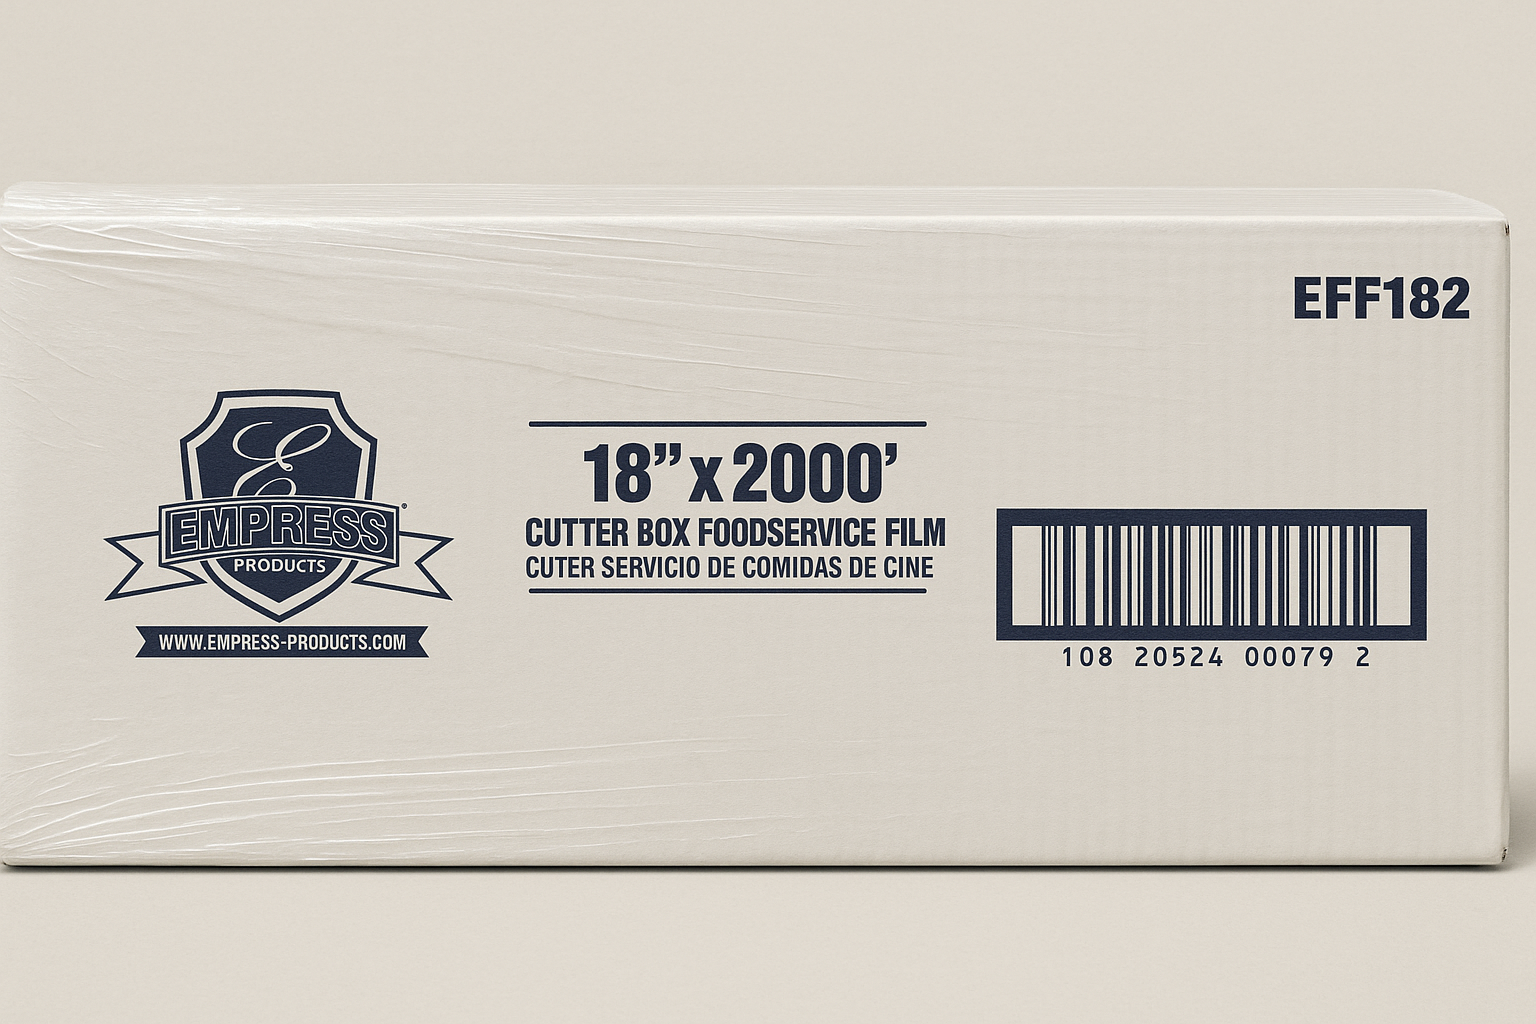 EFF182
E
EMPRESS®
PRODUCTS
WWW.EMPRESS-PRODUCTS.COM
18” x 2000’
CUTTER BOX FOODSERVICE FILM
CUTER SERVICIO DE COMIDAS DE CINE
108 20524 00079 2